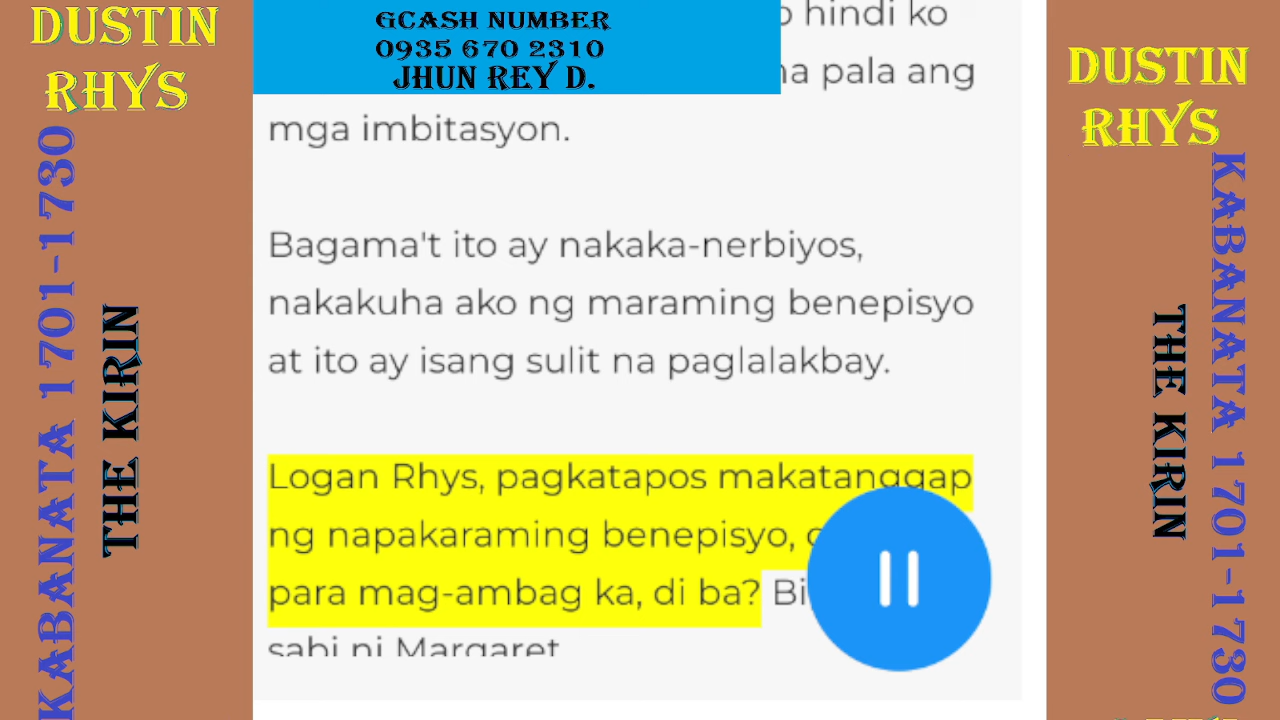 DUSTIN
RHYS
KABANATA 1701-1730
THE KIRIN
GCASH NUMBER
0935 670 2310
JHUN REY D.
hindi ko
pala ang
mga imbitasyon.
Bagama't ito ay nakaka-nerbiyos,
nakakuha ako ng maraming benepisyo
at ito ay isang sulit na paglalakbay.
Logan Rhys, pagkatapos makatanggap
ng napakaraming benepisyo,
para mag-ambag ka, di ba?
sabi ni Margaret
DUSTIN
RHYS
KABANATA 1701-1730
THE KIRIN